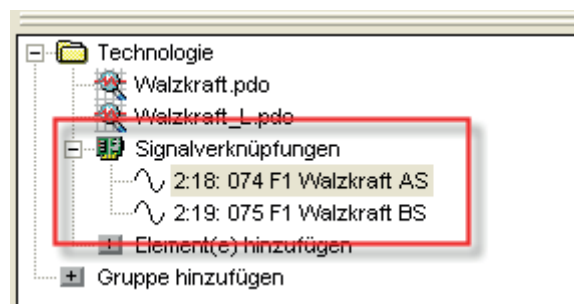 Technologie
Walzkraft.pdo
Walzkraft_L.pdo
Signalverknüpfungen
2:18: 074 F1 Walzkraft AS
2:19: 075 F1 Walzkraft BS
Element(e) hinzufügen
Gruppe hinzufügen